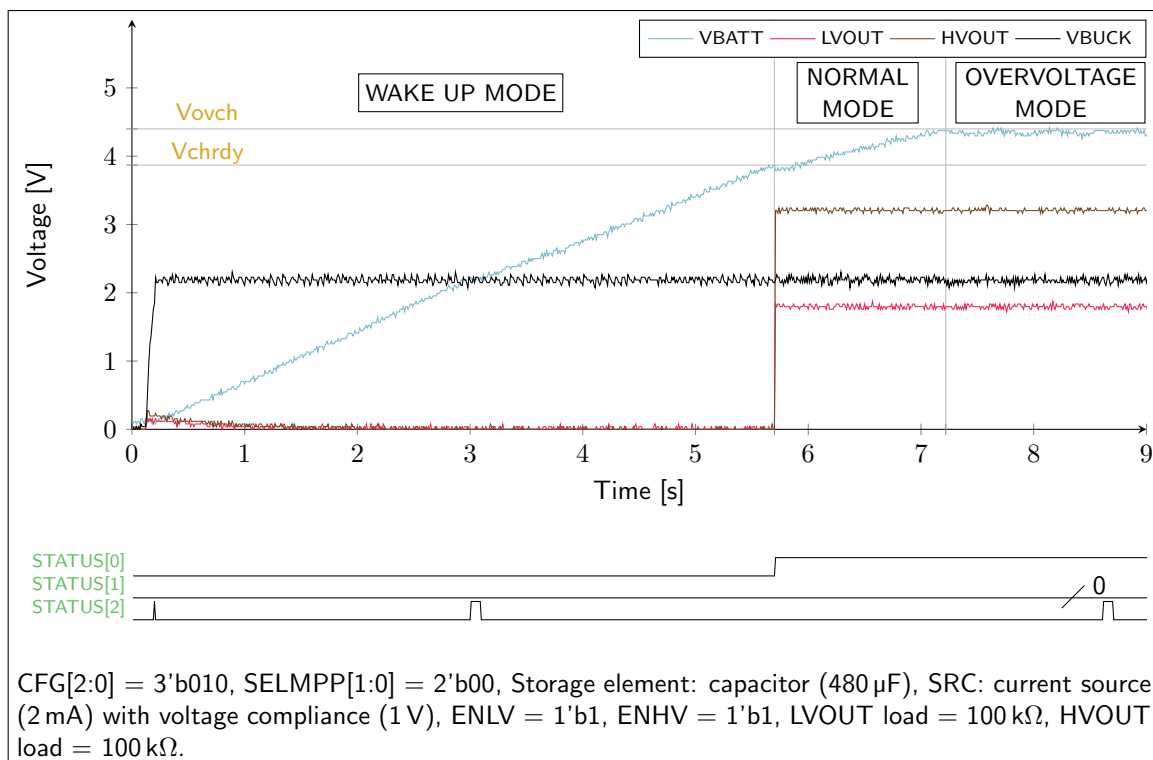 VBATT LVOUT HVOUT VBUCK
WAKE UP MODE
NORMAL
MODE
OVERVOLTAGE
MODE
Vovch
Vchrdy
Voltage [V]
5
4
3
2
1
0
0 1 2 3 4 5 6 7 8 9
Time [s]
STATUS[0]
STATUS[1]
0
STATUS[2]
CFG[2:0] = 3'b010, SELMPP[1:0] = 2'b00, Storage element: capacitor (480 µF), SRC: current source
(2 mA) with voltage compliance (1 V), ENLV = 1'b1, ENHV = 1'b1, LVOUT load = 100 kΩ, HVOUT
load = 100 kΩ.